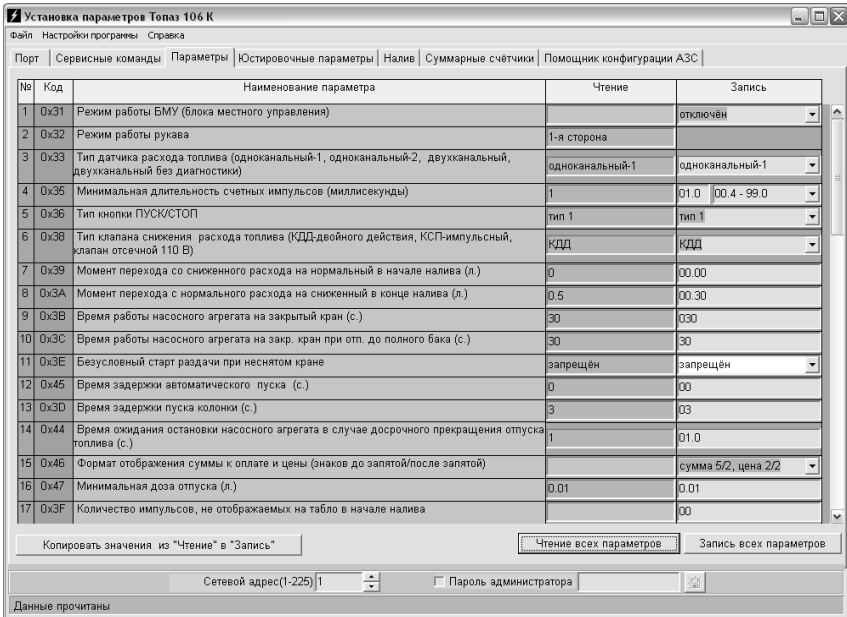 Установка параметров Топаз 106 К
Файл Настройки программы Справка
Порт Сервисные команды Параметры Юстировочные параметры Налив Суммарные счётчики Помощник конфигурации АЗС
№ Код Наименование параметра Чтение Запись
1 0x31 Режим работы БМУ (блока местного управления) отключён
2 0x32 Режим работы рукава 1-я сторона
3 0x33 Тип датчика расхода топлива (одноканальный-1, одноканальный-2, двухканальный,
двухканальный без диагностики) одноканальный-1 одноканальный-1
4 0x35 Минимальная длительность счетных импульсов (миллисекунды) 1 01.0 00.4 - 99.0
5 0x36 Тип кнопки ПУСК/СТОП тип 1 тип 1
6 0x38 Тип клапана снижения расхода топлива (КДД-двойного действия, КСП-импульсный,
клапан отсечной 110 В) КДД КДД
7 0x39 Момент перехода со сниженного расхода на нормальный в начале налива (л.) 0 00.00
8 0x3A Момент перехода с нормального расхода на сниженный в конце налива (л.) 0.5 00.30
9 0x3B Время работы насосного агрегата на закрытый кран (с.) 30 030
10 0x3C Время работы насосного агрегата на закр. кран при отп. до полного бака (с.) 30 30
11 0x3E Безусловный старт раздачи при неснятом кране запрещён запрещён
12 0x45 Время задержки автоматического пуска (с.) 0 00
13 0x3D Время задержки пуска колонки (с.) 3 03
14 0x44 Время ожидания остановки насосного агрегата в случае досрочного прекращения отпуска
топлива (с.) 1 01.0
15 0x46 Формат отображения суммы к оплате и цены (знаков до запятой/после запятой) сумма 5/2, цена 2/2
16 0x47 Минимальная доза отпуска (л.) 0.01 0.01
17 0x3F Количество импульсов, не отображаемых на табло в начале налива 00
Копировать значения из "Чтение" в "Запись" Чтение всех параметров Запись всех параметров
Сетевой адрес(1-225) 1 Пароль администратора
Данные прочитаны